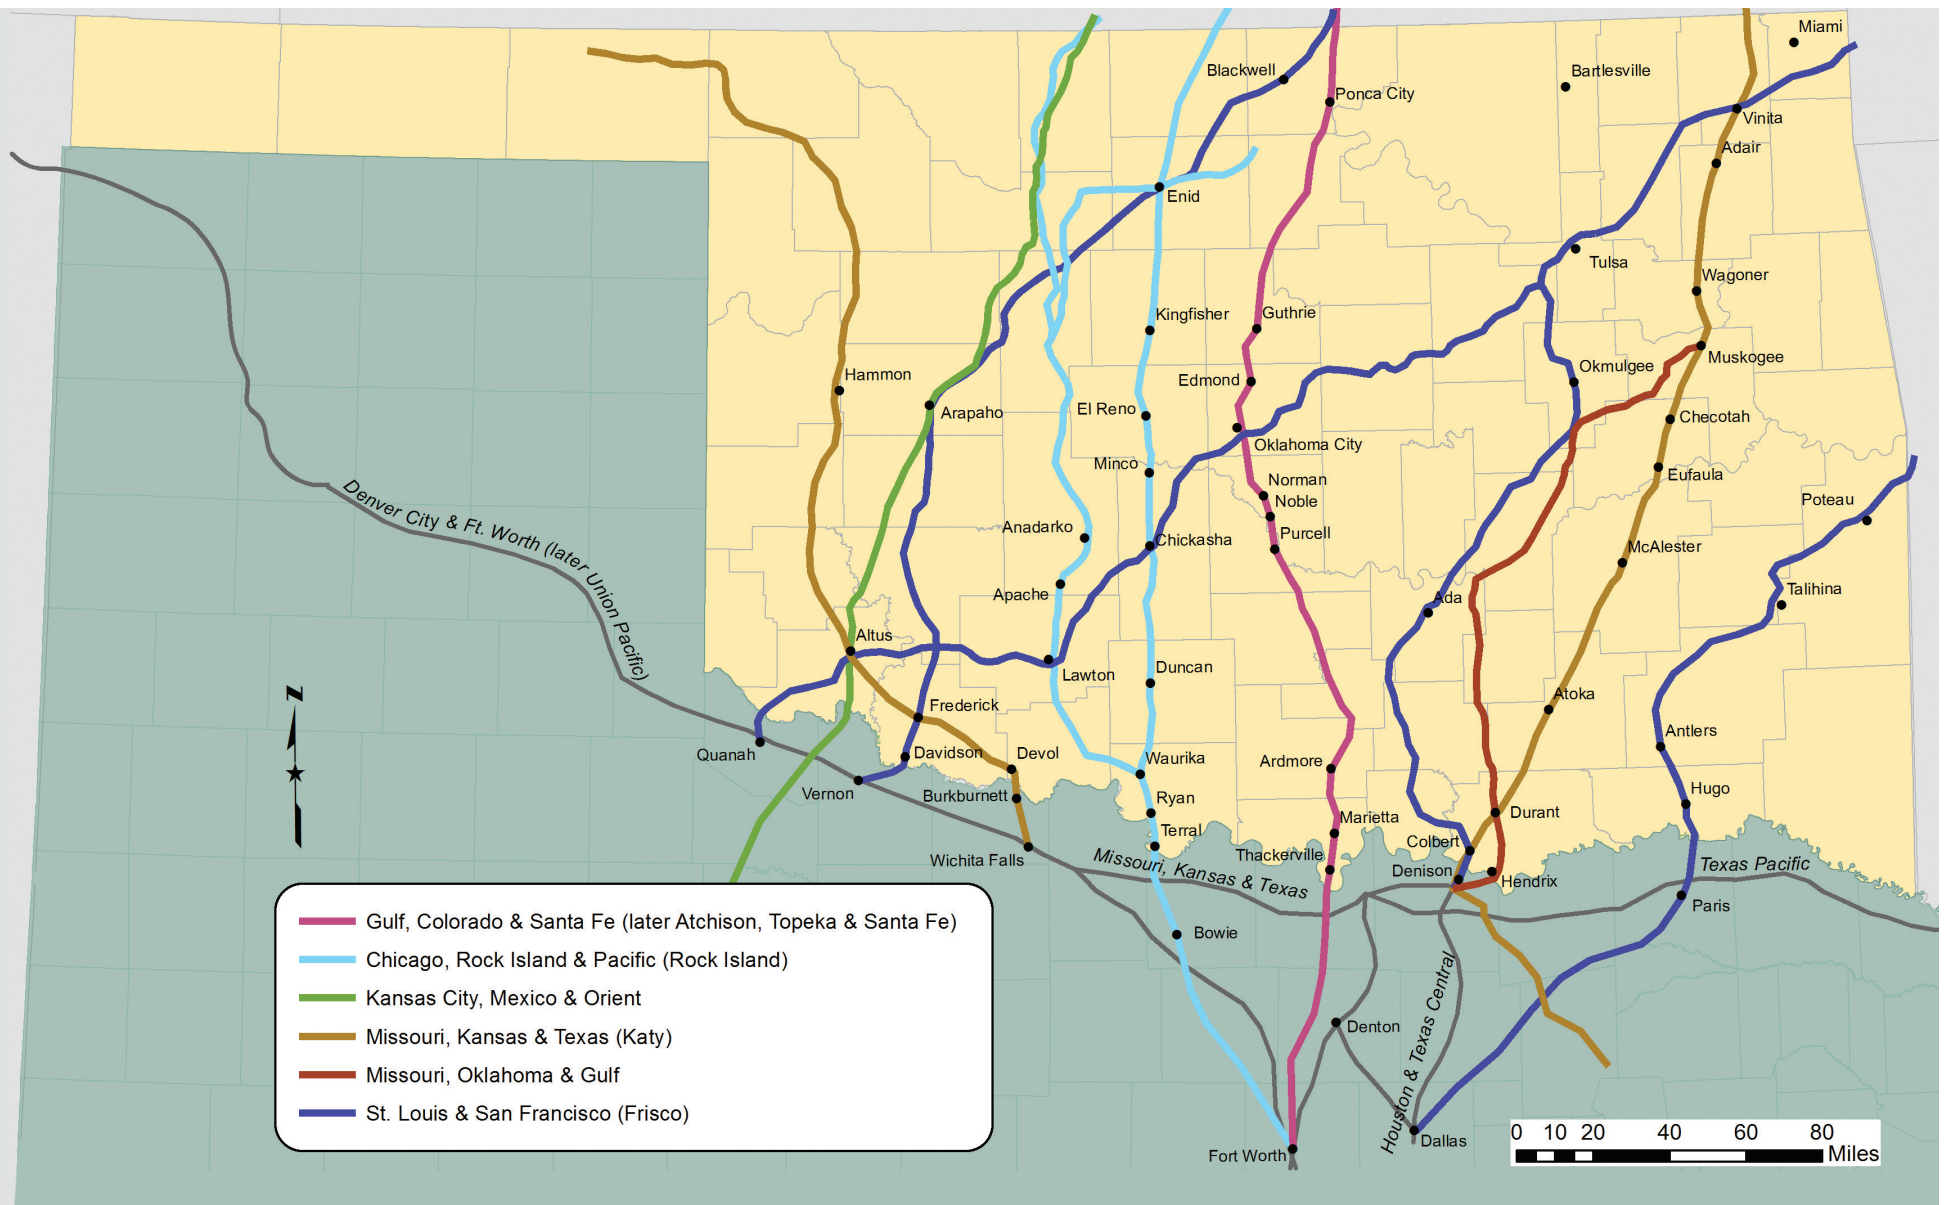 Miami
Blackwell
Bartlesville
Ponca City
Vinita
Adair
Enid
Tulsa
Wagoner
Kingfisher
Guthrie
Muskogee
Okmulgee
Hammon
Edmond
Arapaho
El Reno
Checotah
Oklahoma City
Minco
Eufaula
Norman
Noble
Poteau
Denver City & Ft. Worth (later Union Pacific)
Anadarko
Purcell
Chickasha
McAlester
Apache
Ada
Talihina
Altus
Duncan
Lawton
Atoka
N
Frederick
Antlers
Quanah
Davidson
Devol
Waurika
Ardmore
Vernon
Burkburnett
Ryan
Hugo
Durant
Marietta
Terral
Colbert
Wichita Falls
Missouri, Kansas & Texas
Thackerville
Texas Pacific
Denison
Hendrix
Paris
Gulf, Colorado & Santa Fe (later Atchison, Topeka & Santa Fe)
Bowie
Chicago, Rock Island & Pacific (Rock Island)
Kansas City, Mexico & Orient
Houston & Texas Central
Denton
Missouri, Kansas & Texas (Katy)
Missouri, Oklahoma & Gulf
St. Louis & San Francisco (Frisco)
0 10 20 40 60 80
Miles
Dallas
Fort Worth